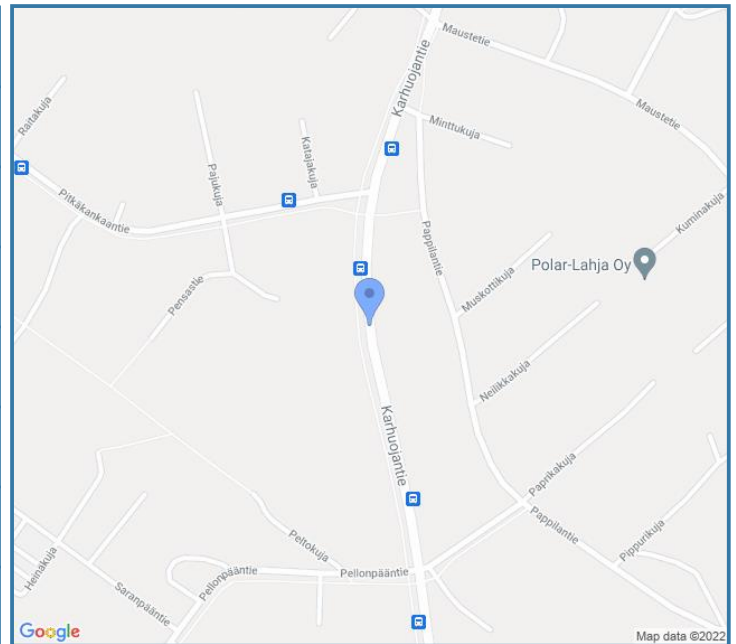 Maustetie
Karhuojantie
Maustetie
Minttukuja
Raitakuja
Katajakuja
Pajukuja
Pitkäkankaantie
Kuminakuja
Pappilantie
Polar-Lahja Oy
Muskottikuja
Pensastie
Neilikkakuja
Karhuojantie
Paprikakuja
Pappilantie
Pippurikuja
Peltokuja
Heinäkuja
Pellonpääntie
Pellonpääntie
Saranpääntie
Google
Map data ©2022